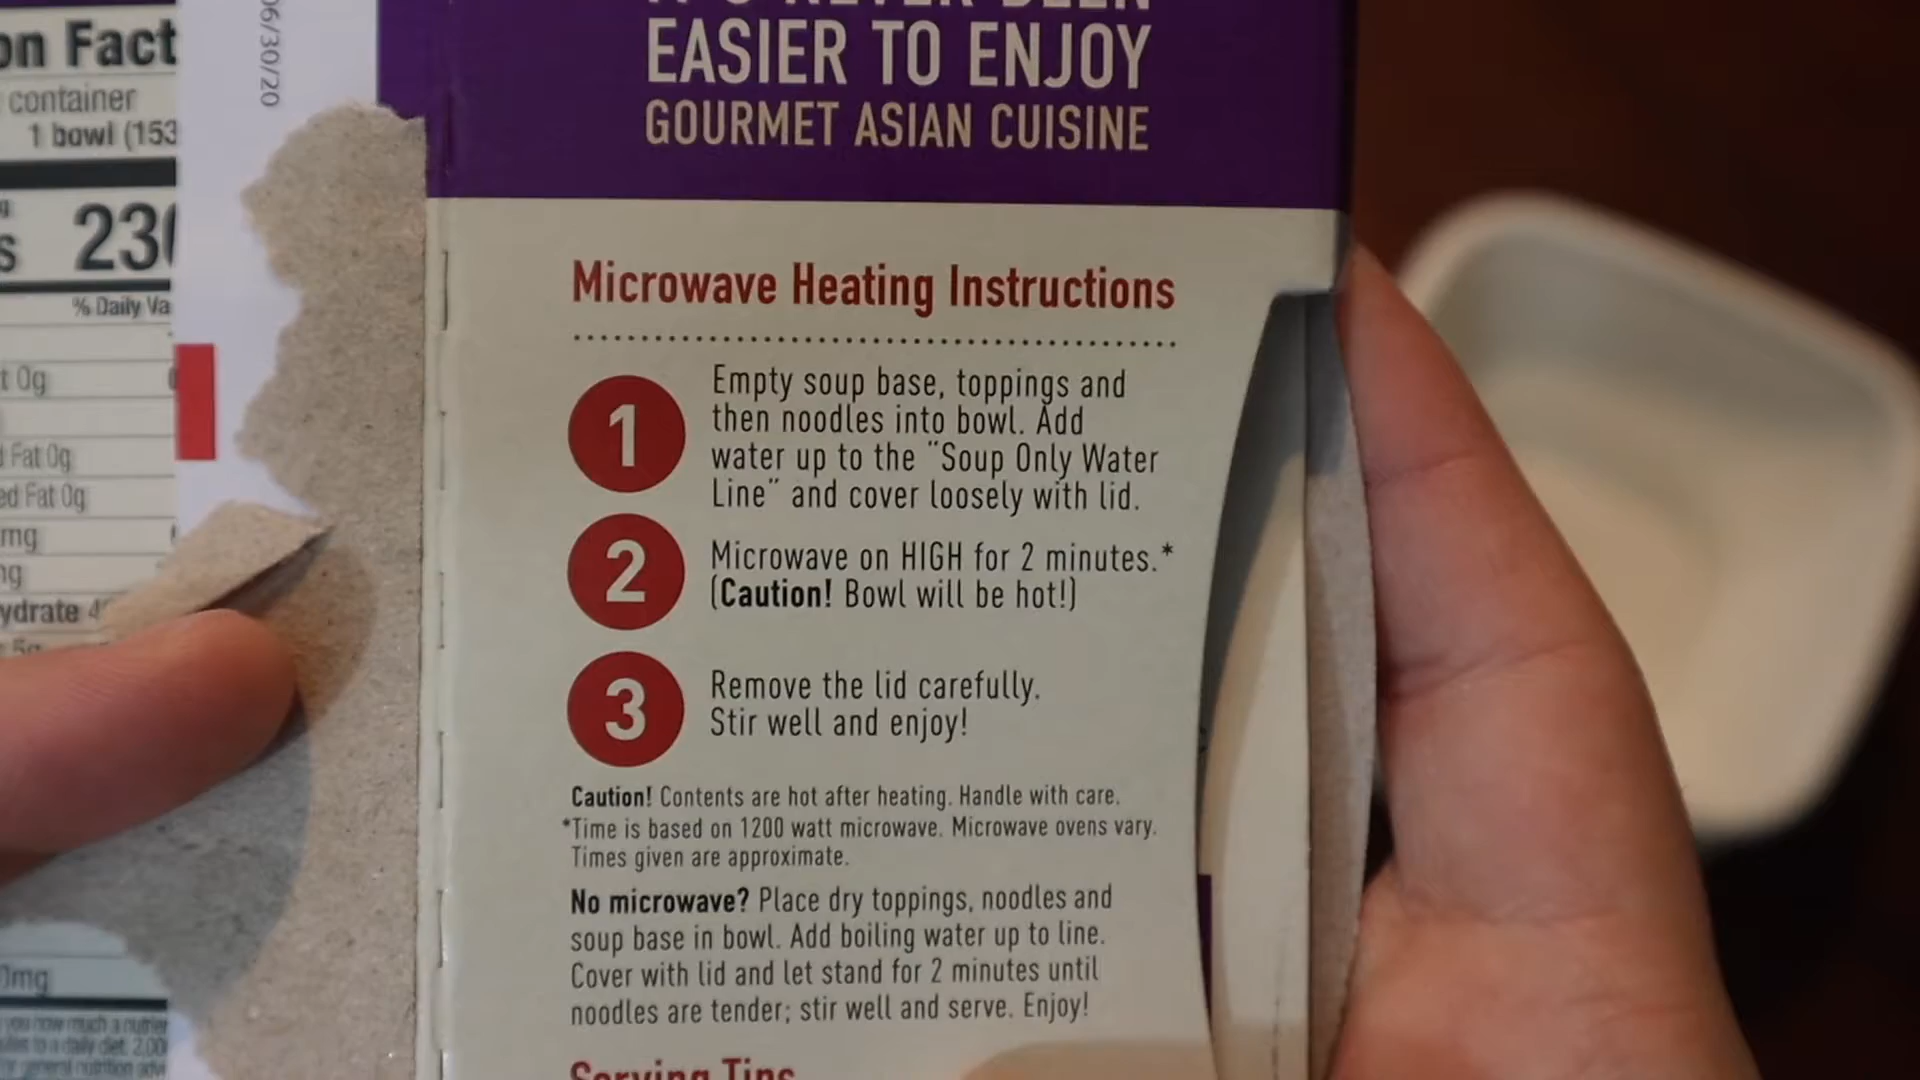 06/30/20
on Fact
container
1 bowl (153
s 230
% Daily Va
t 0g
d Fat 0g
ed Fat 0g
mg
ydrate 4
5g
0mg
EASIER TO ENJOY
GOURMET ASIAN CUISINE
Microwave Heating Instructions
1 Empty soup base, toppings and
then noodles into bowl. Add
water up to the "Soup Only Water
Line" and cover loosely with lid.
2 Microwave on HIGH for 2 minutes.*
(Caution! Bowl will be hot!)
3 Remove the lid carefully.
Stir well and enjoy!
Caution! Contents are hot after heating. Handle with care.
*Time is based on 1200 watt microwave. Microwave ovens vary.
Times given are approximate.
No microwave? Place dry toppings, noodles and
soup base in bowl. Add boiling water up to line.
Cover with lid and let stand for 2 minutes until
noodles are tender; stir well and serve. Enjoy!
Serving Tips